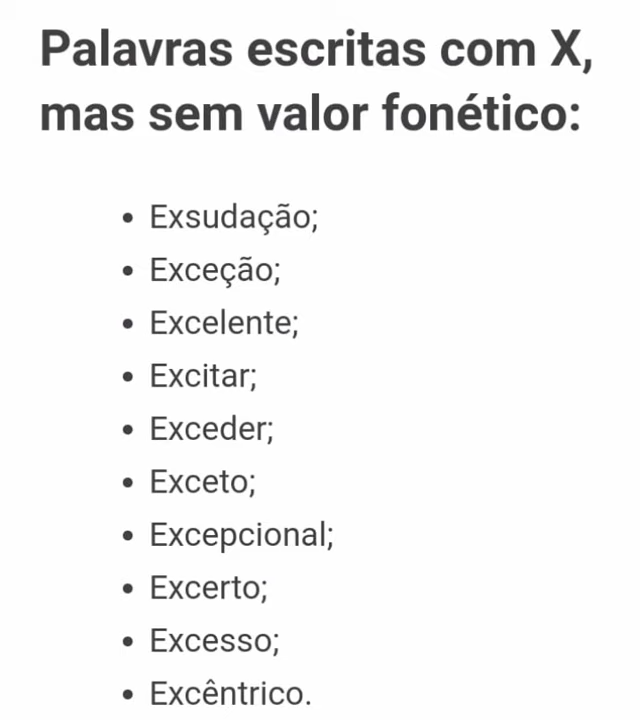 Palavras escritas com X,
mas sem valor fonético:
• Exsudação;
• Exceção;
• Excelente;
• Excitar;
• Exceder;
• Exceto;
• Excepcional;
• Excerto;
• Excesso;
• Excêntrico.